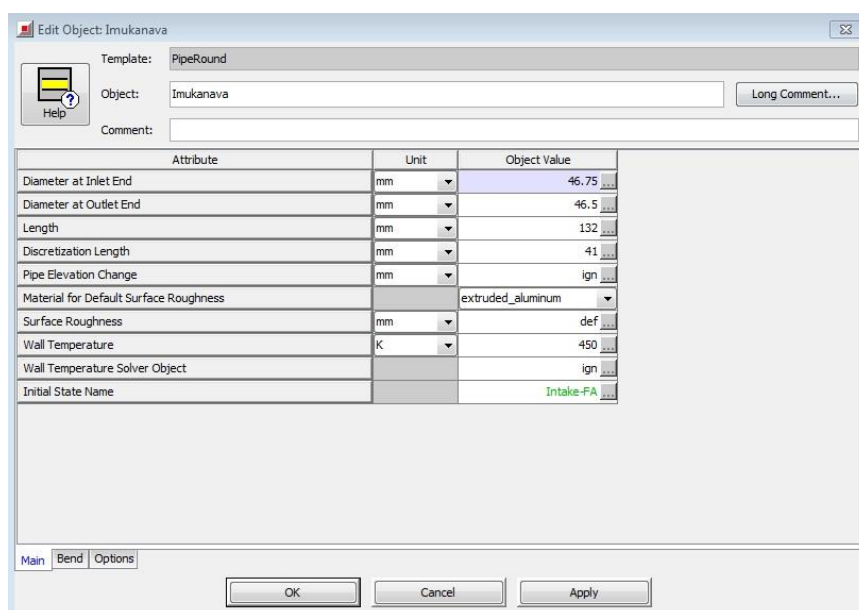 Edit Object: Imukanava
Template: PipeRound
Help
Object: Imukanava Long Comment...
Comment:
Attribute Unit Object Value
Diameter at Inlet End mm 46.75 ...
Diameter at Outlet End mm 46.5 ...
Length mm 132 ...
Discretization Length mm 41 ...
Pipe Elevation Change mm ign ...
Material for Default Surface Roughness extruded_aluminum
Surface Roughness mm def ...
Wall Temperature K 450 ...
Wall Temperature Solver Object ign ...
Initial State Name Intake-FA ...
Main Bend Options
OK Cancel Apply